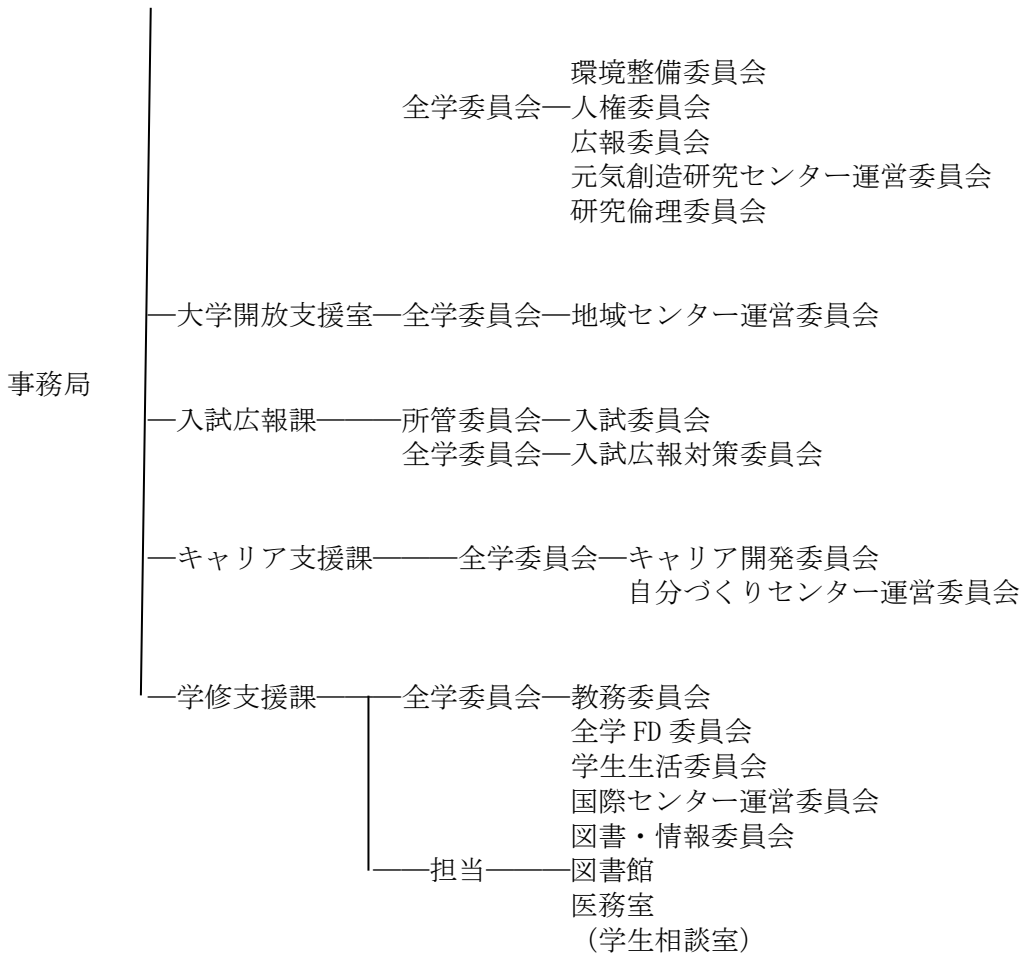 環境整備委員会
全学委員会―人権委員会
広報委員会
元気創造研究センター運営委員会
研究倫理委員会
―大学開放支援室―全学委員会―地域センター運営委員会
事務局
―入試広報課―――所管委員会―入試委員会
全学委員会―入試広報対策委員会
―キャリア支援課―――全学委員会―キャリア開発委員会
自分づくりセンター運営委員会
―学修支援課―――全学委員会―教務委員会
全学 FD 委員会
学生生活委員会
国際センター運営委員会
図書・情報委員会
――担当―――図書館
医務室
（学生相談室）